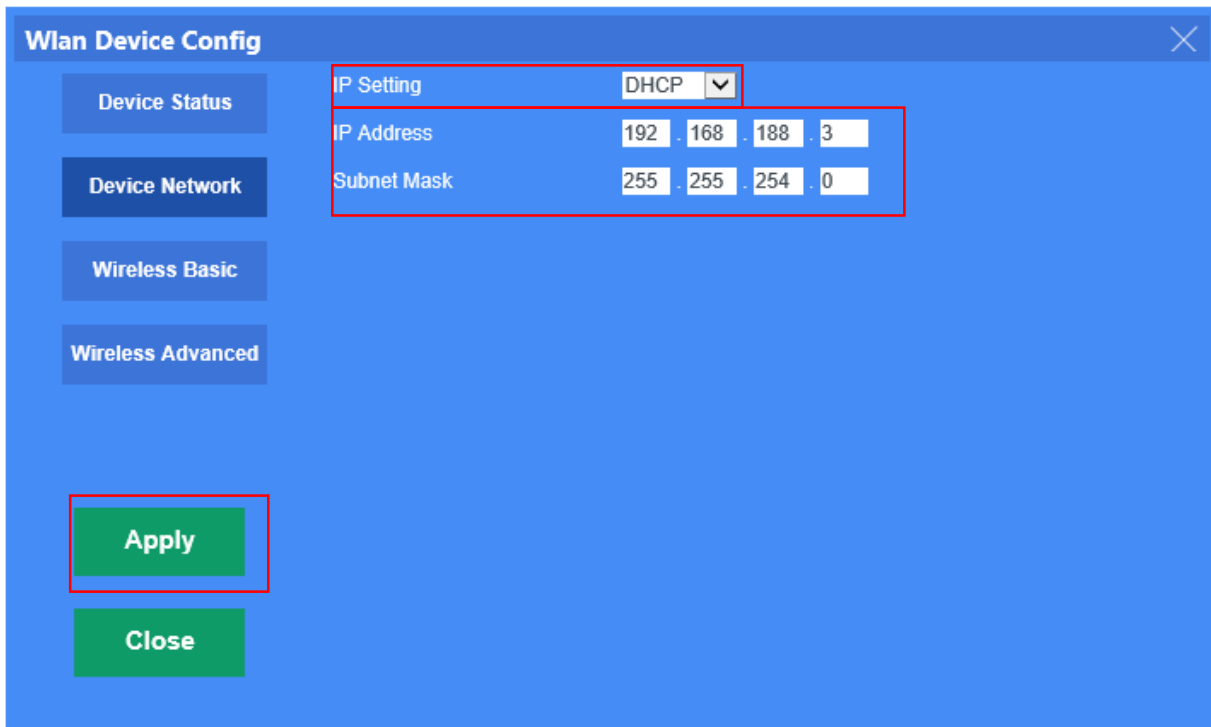 Wlan Device Config
Device Status
Device Network
Wireless Basic
Wireless Advanced
Apply
Close
IP Setting DHCP
IP Address 192 . 168 . 188 . 3
Subnet Mask 255 . 255 . 254 . 0